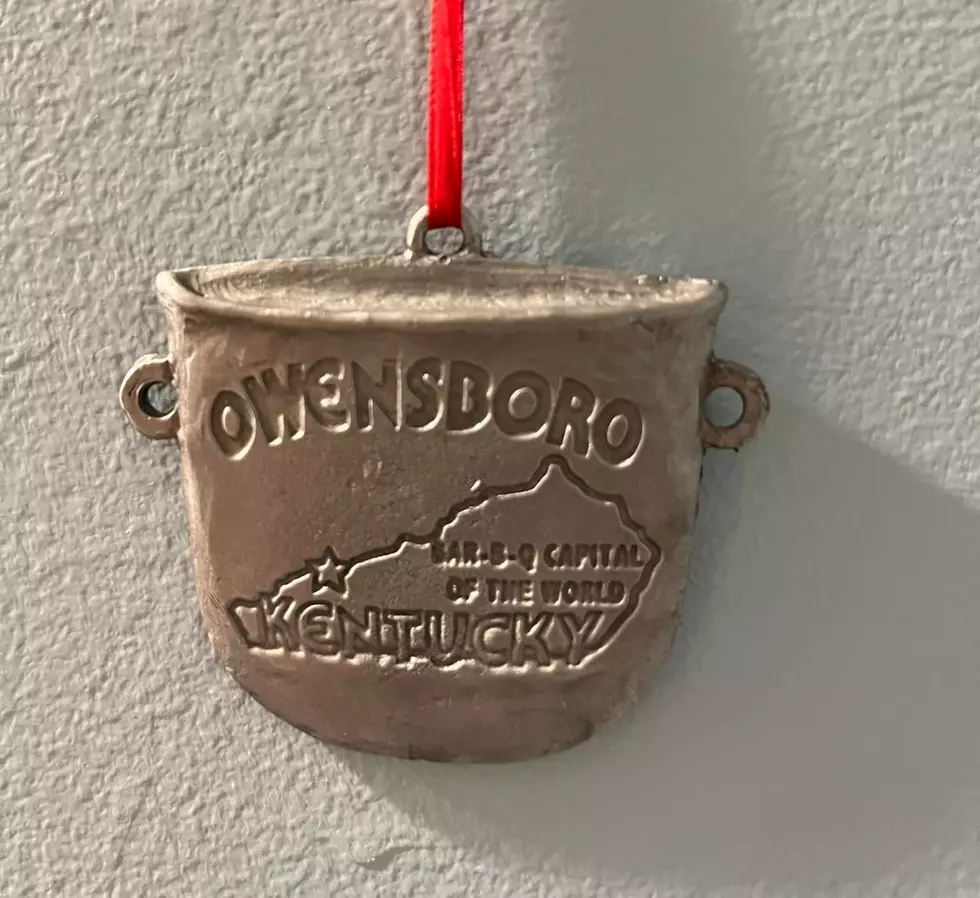 OWENSBORO
BAR-B-Q CAPITAL
OF THE WORLD
KENTUCKY